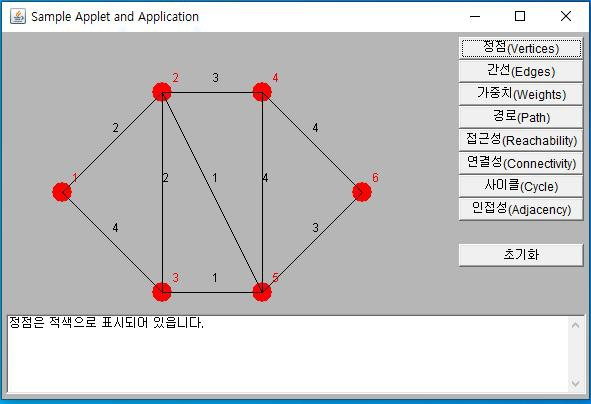 Sample Applet and Application
정점(Vertices)
간선(Edges)
가중치(Weights)
경로(Path)
접근성(Reachability)
연결성(Connectivity)
사이클(Cycle)
인접성(Adjacency)
초기화
2
3
4
2
4
1
2
1
4
6
4
3
3
1
5
정점은 적색으로 표시되어 있읍니다.